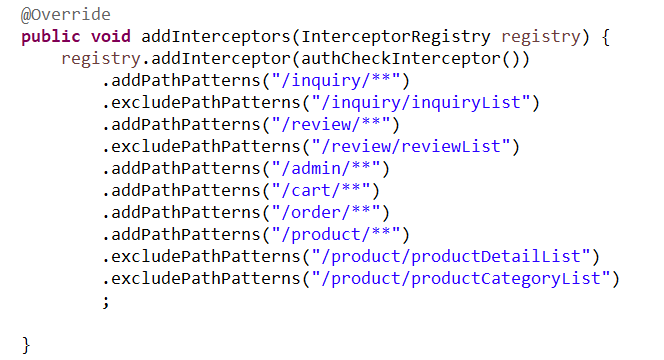 @Override
public void addInterceptors(InterceptorRegistry registry) {
registry.addInterceptor(authCheckInterceptor())
.addPathPatterns("/inquiry/**")
.excludePathPatterns("/inquiry/inquiryList")
.addPathPatterns("/review/**")
.excludePathPatterns("/review/reviewList")
.addPathPatterns("/admin/**")
.addPathPatterns("/cart/**")
.addPathPatterns("/order/**")
.addPathPatterns("/product/**")
.excludePathPatterns("/product/productDetailList")
.excludePathPatterns("/product/productCategoryList")
;
}